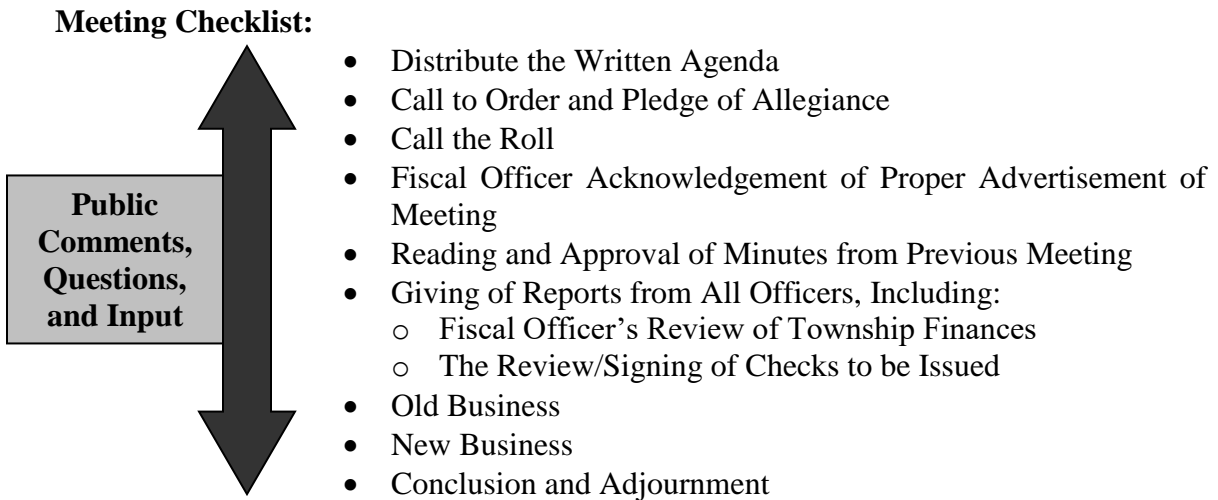 Meeting Checklist:
• Distribute the Written Agenda
• Call to Order and Pledge of Allegiance
• Call the Roll
• Fiscal Officer Acknowledgement of Proper Advertisement of
Meeting
• Reading and Approval of Minutes from Previous Meeting
• Giving of Reports from All Officers, Including:
o Fiscal Officer’s Review of Township Finances
o The Review/Signing of Checks to be Issued
• Old Business
• New Business
• Conclusion and Adjournment
Public
Comments,
Questions,
and Input